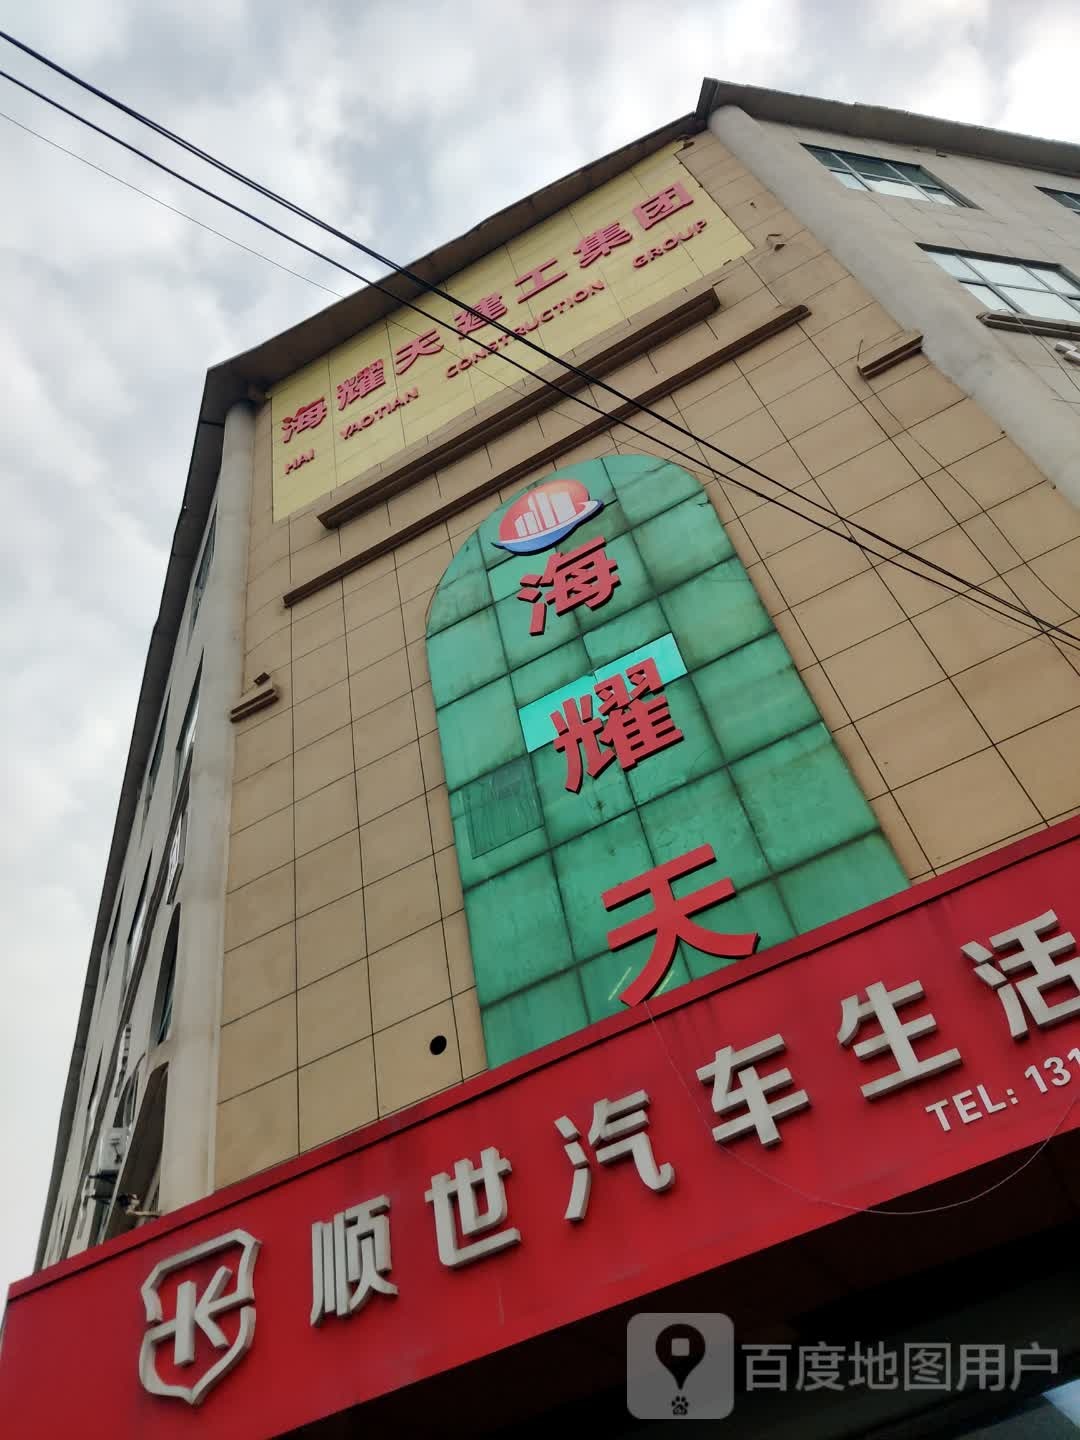 海耀天建工集团
HAI YAOTIAN CONSTRUCTION GROUP
海
耀
天
顺世汽车生活
TEL: 131
K
百度地图用户